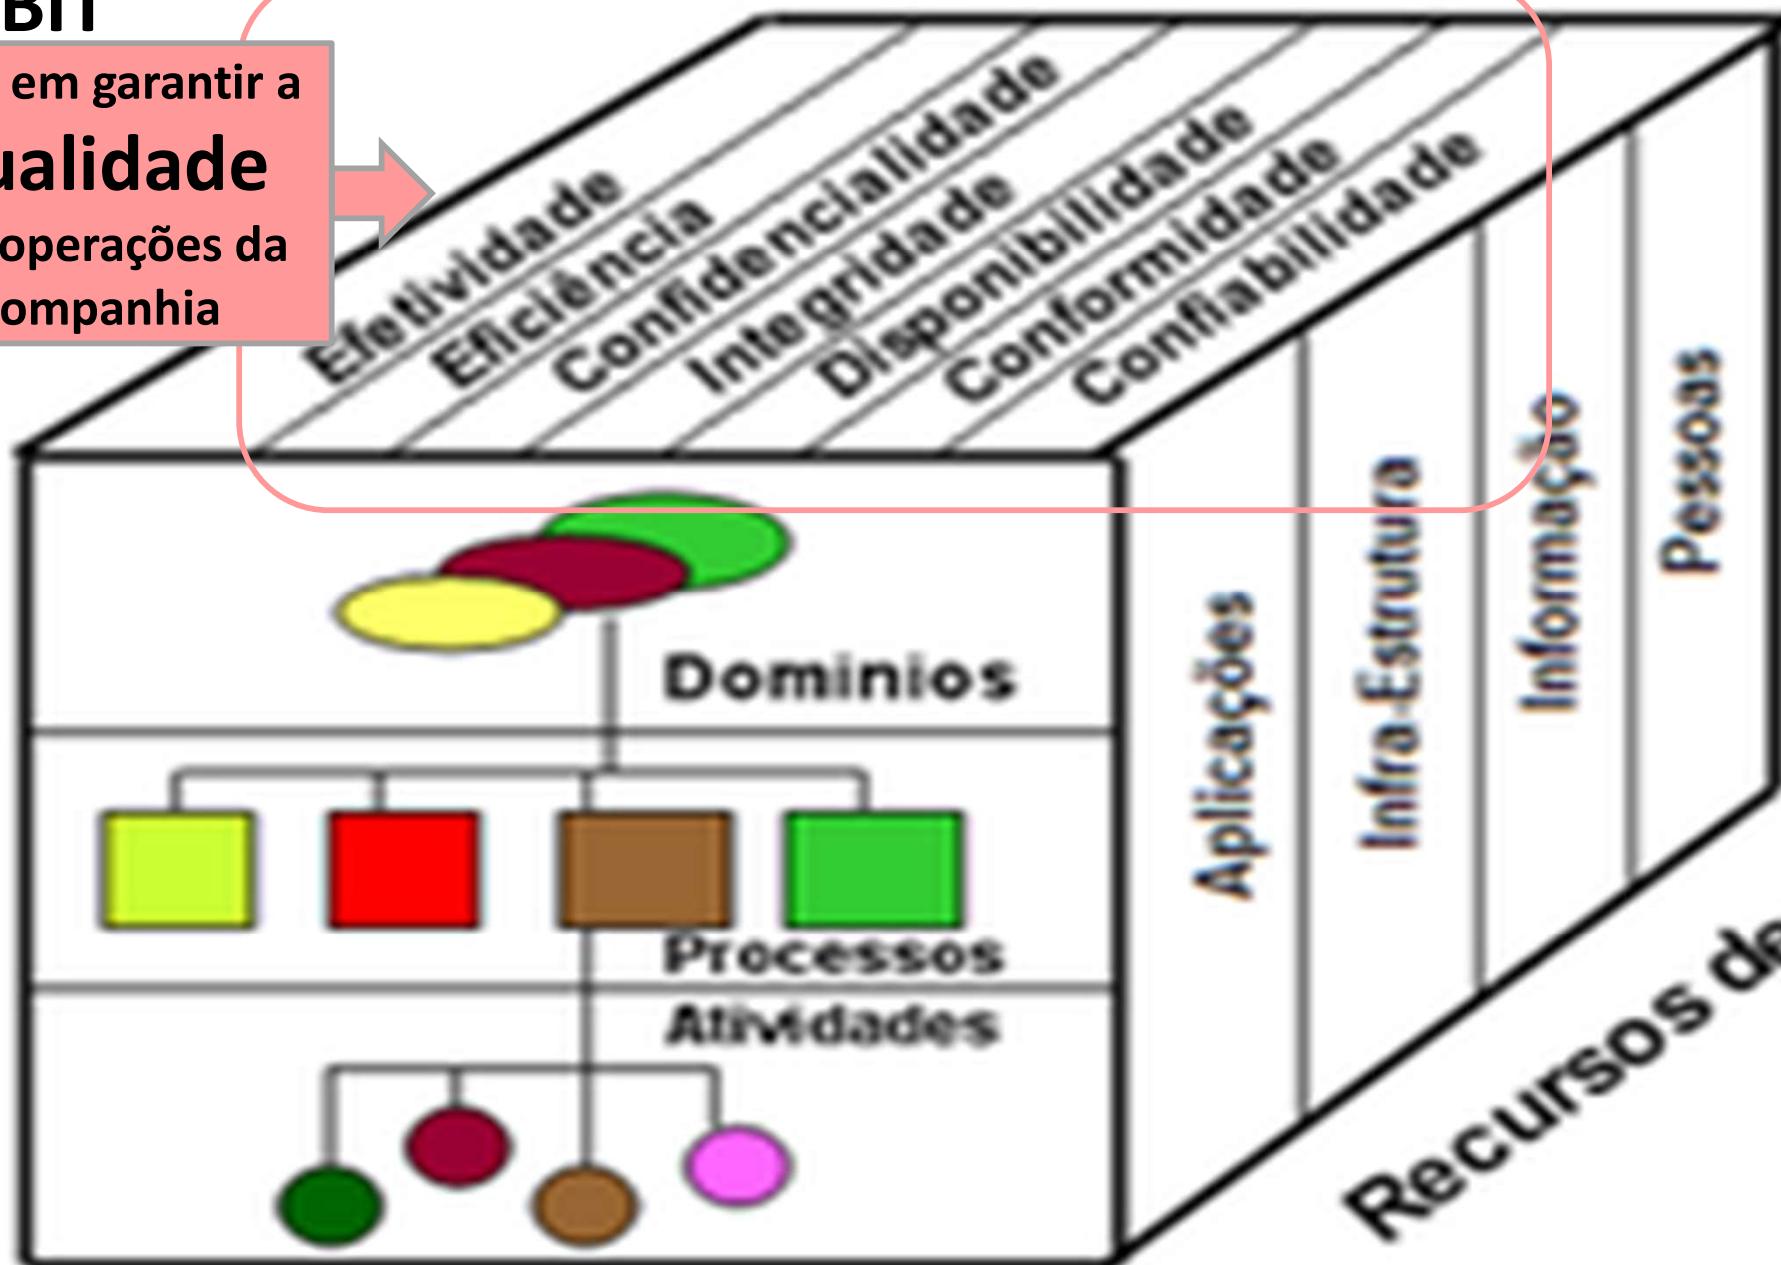 BIT
em garantir a
ualidade
operações da
ompanhia
Efetividade
Eficiência
Confidencialidade
Integridade
Disponibilidade
Conformidade
Confiabilidade
Dominios
Processos
Atividades
Aplicações
Infra-Estrutura
Informação
Pessoas
Recursos de